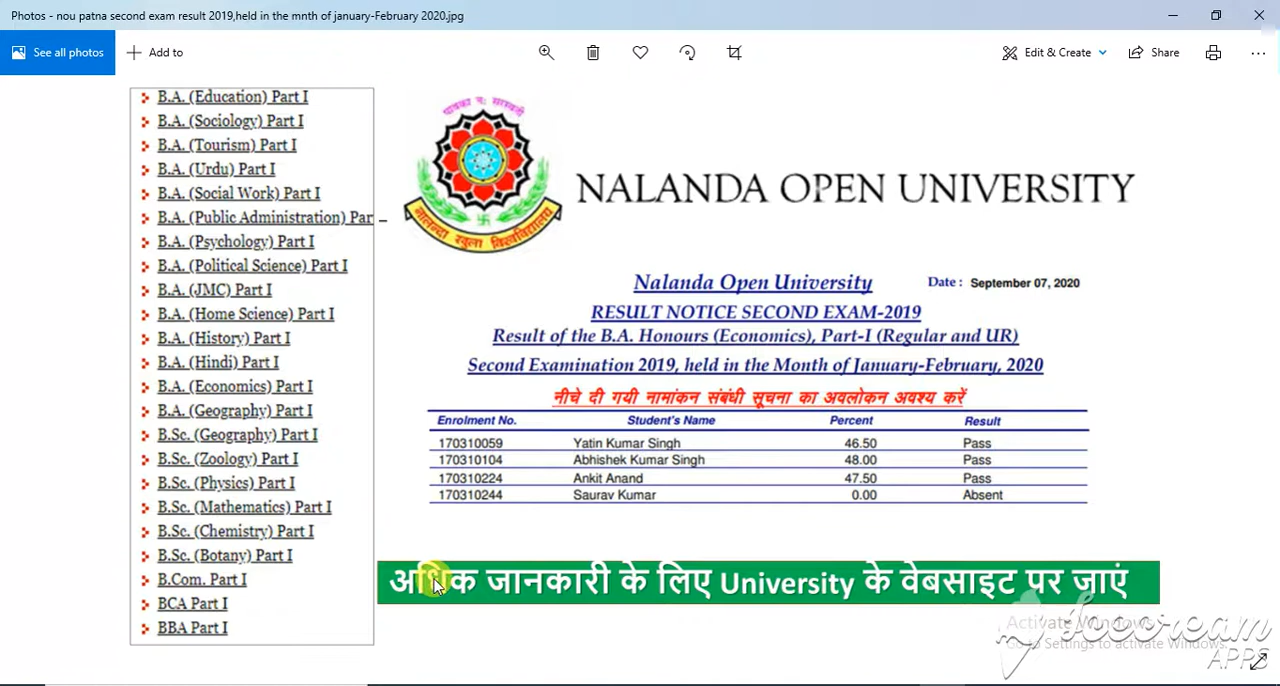 Photos - nou patna second exam result 2019,held in the mnth of january-February 2020.jpg
See all photos
Add to
Edit & Create
Share
B.A. (Education) Part I
B.A. (Sociology) Part I
B.A. (Tourism) Part I
B.A. (Urdu) Part I
B.A. (Social Work) Part I
B.A. (Public Administration) Par
B.A. (Psychology) Part I
B.A. (Political Science) Part I
B.A. (JMC) Part I
B.A. (Home Science) Part I
B.A. (History) Part I
B.A. (Hindi) Part I
B.A. (Economics) Part I
B.A. (Geography) Part I
B.Sc. (Geography) Part I
B.Sc. (Zoology) Part I
B.Sc. (Physics) Part I
B.Sc. (Mathematics) Part I
B.Sc. (Chemistry) Part I
B.Sc. (Botany) Part I
B.Com. Part I
BCA Part I
BBA Part I
पावका नः सरस्वती
नालन्दा खुला विश्वविद्यालय
NALANDA OPEN UNIVERSITY
Nalanda Open University Date : September 07, 2020
RESULT NOTICE SECOND EXAM-2019
Result of the B.A. Honours (Economics), Part-I (Regular and UR)
Second Examination 2019, held in the Month of January-February, 2020
नीचे दी गयी नामांकन संबंधी सूचना का अवलोकन अवश्य करें
Enrolment No. Student's Name Percent Result
170310059 Yatin Kumar Singh 46.50 Pass
170310104 Abhishek Kumar Singh 48.00 Pass
170310224 Ankit Anand 47.50 Pass
170310244 Saurav Kumar 0.00 Absent
अधिक जानकारी के लिए University के वेबसाइट पर जाएं
Activate Windows
Go to Settings to activate Windows.
Icecream
APPS